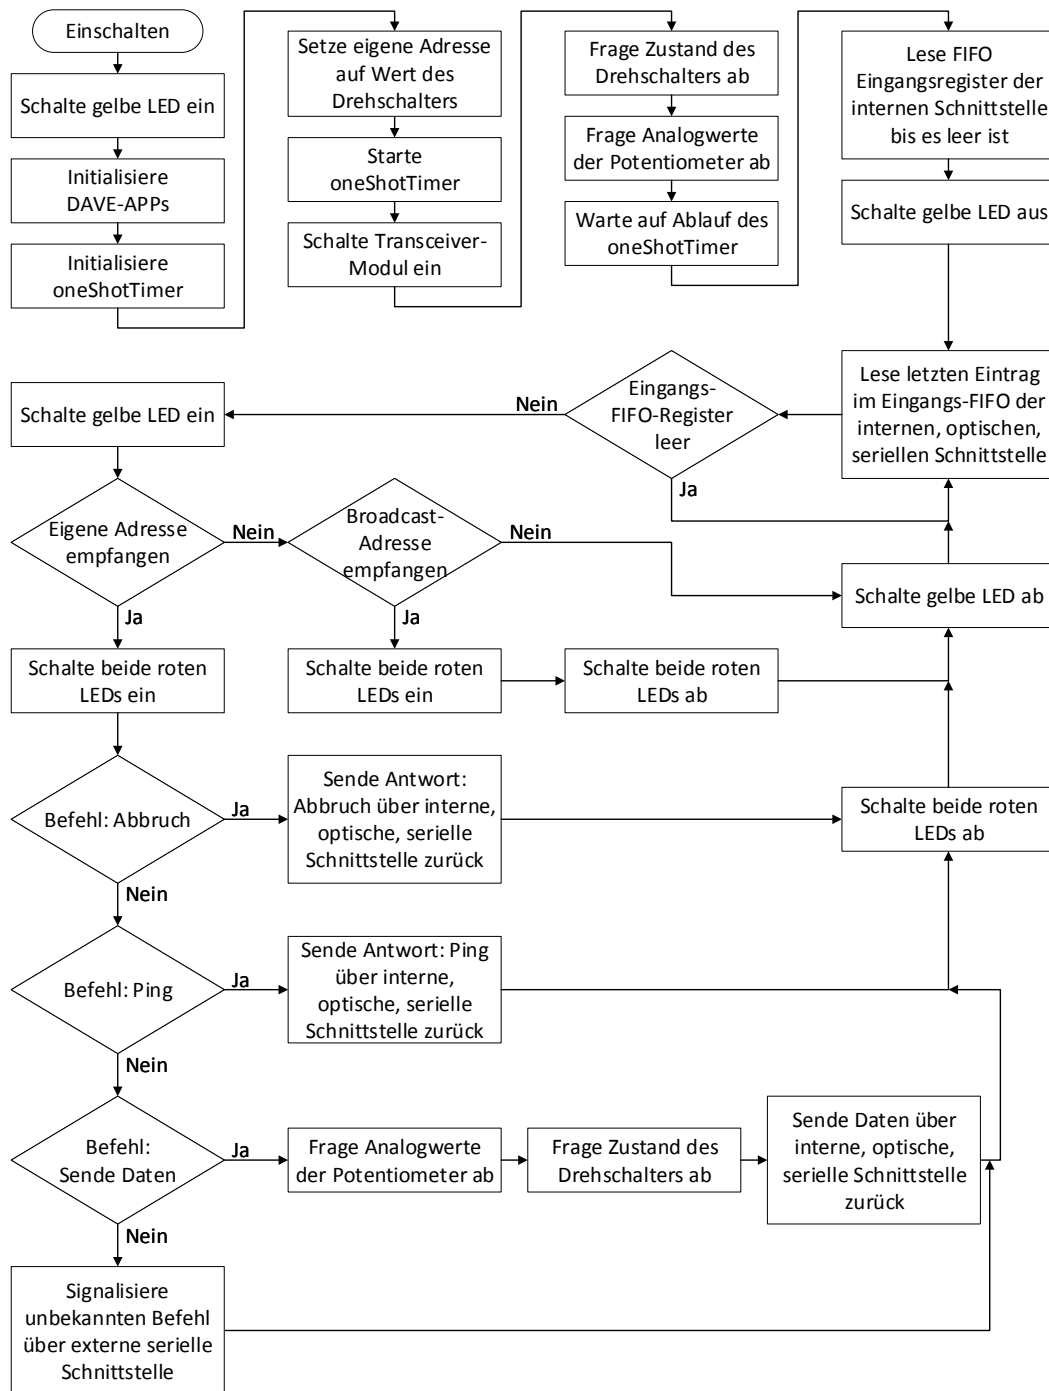 Einschalten
Schalte gelbe LED ein
Initialisiere
DAVE-APPs
Initialisiere
oneShotTimer
Setze eigene Adresse
auf Wert des
Drehschalters
Starte
oneShotTimer
Schalte Transceiver-
Modul ein
Frage Zustand des
Drehschalters ab
Frage Analogwerte
der Potentiometer ab
Warte auf Ablauf des
oneShotTimer
Lese FIFO
Eingangsregister der
internen Schnittstelle
bis es leer ist
Schalte gelbe LED aus
Lese letzten Eintrag
im Eingangs-FIFO der
internen, optischen,
seriellen Schnittstelle
Eingangs-
FIFO-Register
leer
Nein
Ja
Schalte gelbe LED ein
Eigene Adresse
empfangen
Nein
Ja
Broadcast-
Adresse
empfangen
Nein
Ja
Schalte gelbe LED ab
Schalte beide roten
LEDs ein
Schalte beide roten
LEDs ein
Schalte beide roten
LEDs ab
Befehl: Abbruch
Ja
Nein
Sende Antwort:
Abbruch über interne,
optische, serielle
Schnittstelle zurück
Schalte beide roten
LEDs ab
Befehl: Ping
Ja
Nein
Sende Antwort: Ping
über interne,
optische, serielle
Schnittstelle zurück
Befehl:
Sende Daten
Ja
Nein
Frage Analogwerte
der Potentiometer ab
Frage Zustand des
Drehschalters ab
Sende Daten über
interne, optische,
serielle Schnittstelle
zurück
Signalisiere
unbekannten Befehl
über externe serielle
Schnittstelle